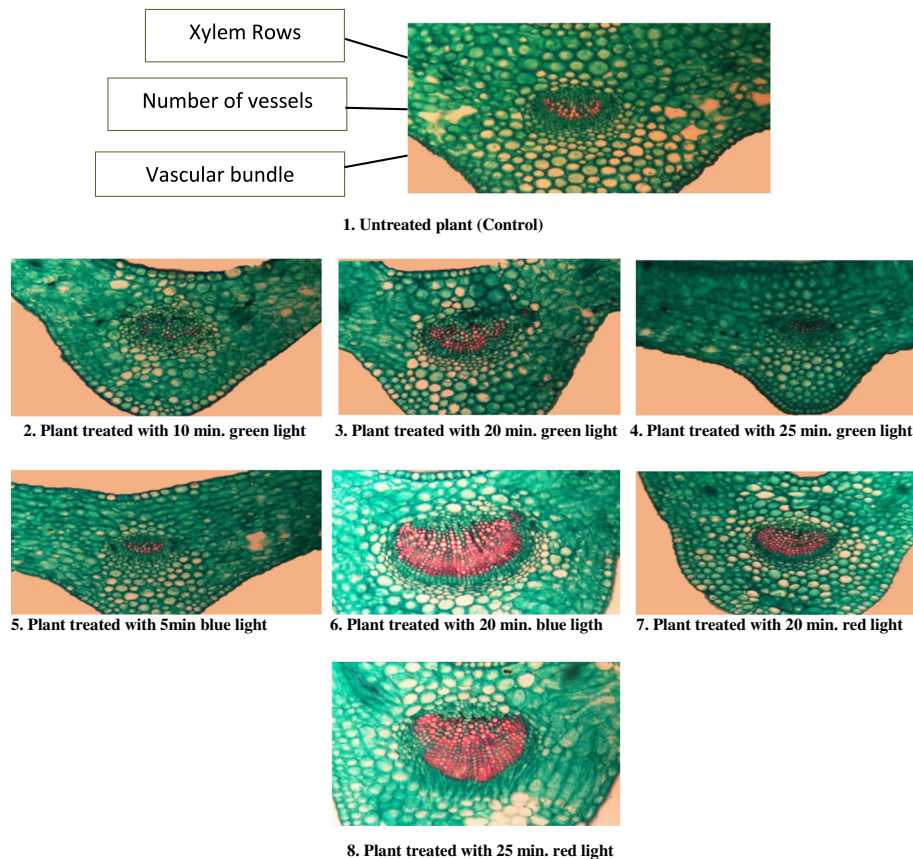 Xylem Rows
Number of vessels
Vascular bundle
1. Untreated plant (Control)
2. Plant treated with 10 min. green light
3. Plant treated with 20 min. green light
4. Plant treated with 25 min. green light
5. Plant treated with 5min blue light
6. Plant treated with 20 min. blue ligth
7. Plant treated with 20 min. red light
8. Plant treated with 25 min. red light